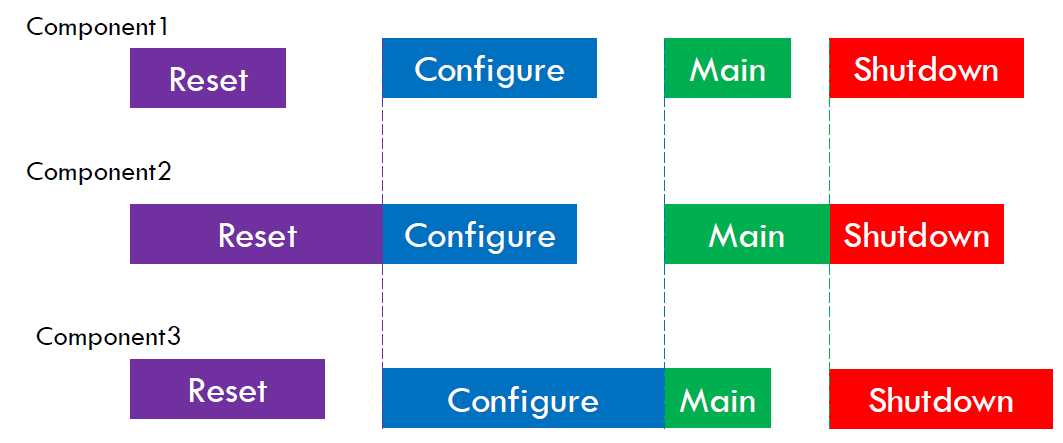 Component1
Reset Configure Main Shutdown
Component2
Reset Configure Main Shutdown
Component3
Reset Configure Main Shutdown